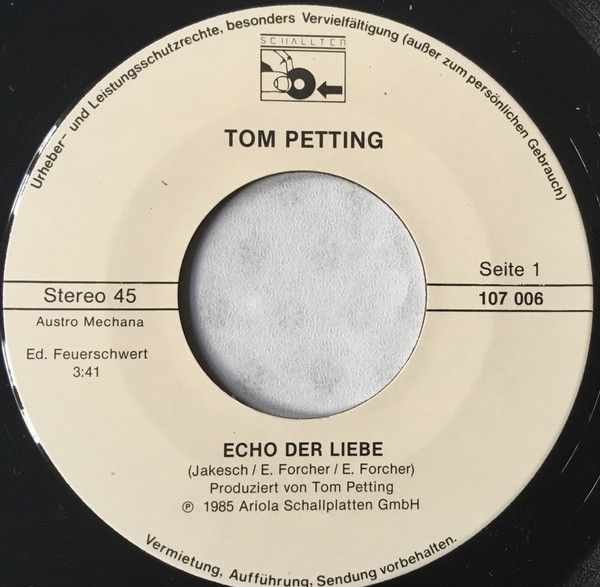 Urheber- und Leistungsschutzrechte, besonders Vervielfältigung (außer zum persönlichen Gebrauch)
SCHALLTER
TOM PETTING
Seite 1
Stereo 45
107 006
Austro Mechana
Ed. Feuerschwert
3:41
ECHO DER LIEBE
(Jakesch / E. Forcher / E. Forcher)
Produziert von Tom Petting
℗ 1985 Ariola Schallplatten GmbH
Vermietung, Aufführung, Sendung vorbehalten.